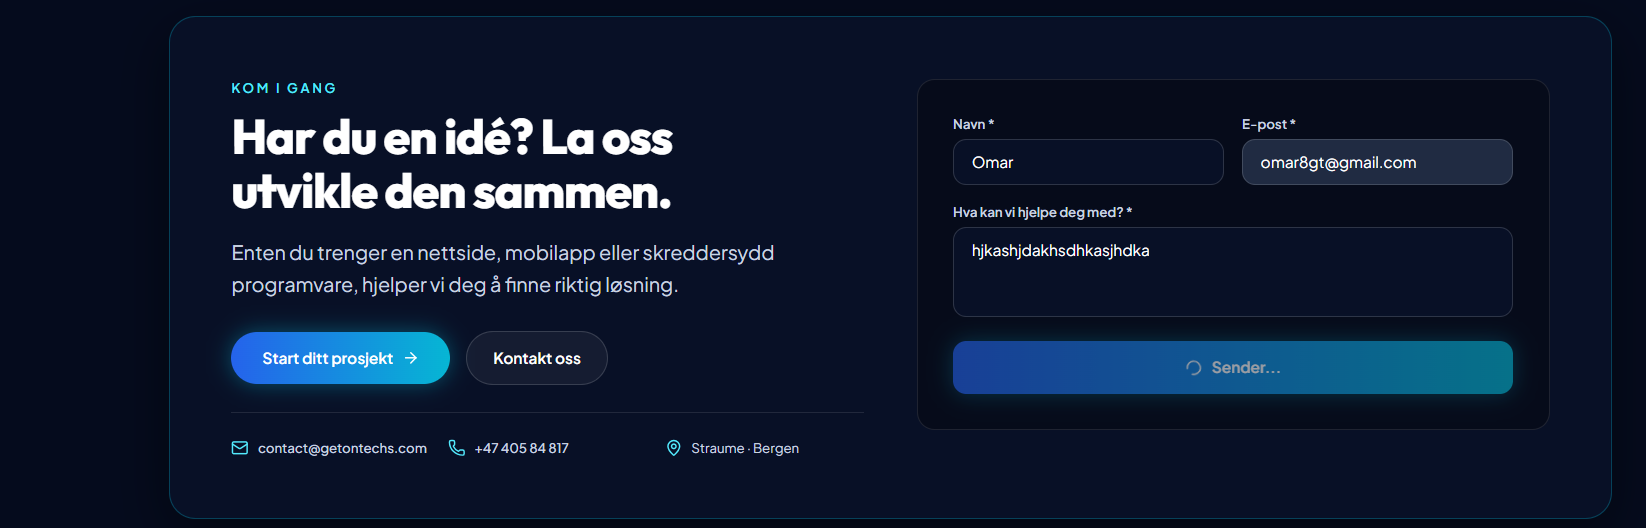 KOM I GANG
Har du en idé? La oss
utvikle den sammen.
Enten du trenger en nettside, mobilapp eller skreddersydd
programvare, hjelper vi deg å finne riktig løsning.
Start ditt prosjekt →
Kontakt oss
contact@getontechs.com
+47 405 84 817
Straume · Bergen
Navn *
Omar
E-post *
omar8gt@gmail.com
Hva kan vi hjelpe deg med? *
hjkashjdakhsdhkasjhdka
Sender...